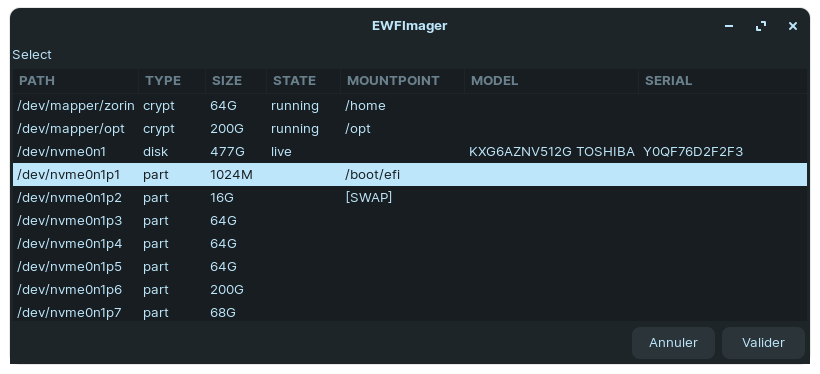 EWFImager
Select
PATH TYPE SIZE STATE MOUNTPOINT MODEL SERIAL
/dev/mapper/zorin crypt 64G running /home
/dev/mapper/opt crypt 200G running /opt
/dev/nvme0n1 disk 477G live KXG6AZNV512G TOSHIBA Y0QF76D2F2F3
/dev/nvme0n1p1 part 1024M /boot/efi
/dev/nvme0n1p2 part 16G [SWAP]
/dev/nvme0n1p3 part 64G
/dev/nvme0n1p4 part 64G
/dev/nvme0n1p5 part 64G
/dev/nvme0n1p6 part 200G
/dev/nvme0n1p7 part 68G
Annuler Valider